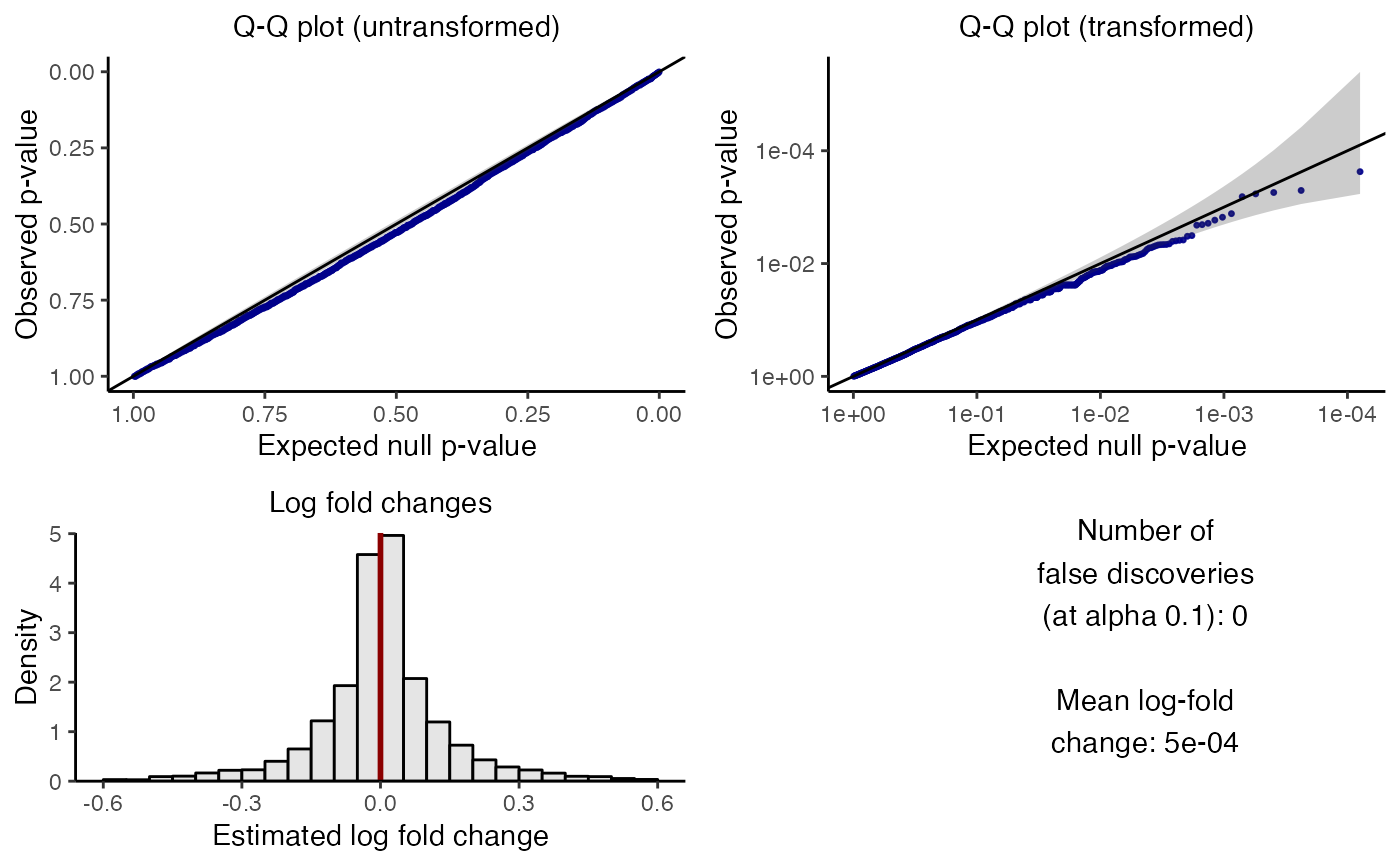 Q-Q plot (untransformed)
Observed p-value
0.00
0.25
0.50
0.75
1.00
1.00 0.75 0.50 0.25 0.00
Expected null p-value
Q-Q plot (transformed)
Observed p-value
1e-04
1e-02
1e+00
1e+00 1e-01 1e-02 1e-03 1e-04
Expected null p-value
Log fold changes
Density
5
4
3
2
1
0
-0.6 -0.3 0.0 0.3 0.6
Estimated log fold change
Number of
false discoveries
(at alpha 0.1): 0
Mean log-fold
change: 5e-04